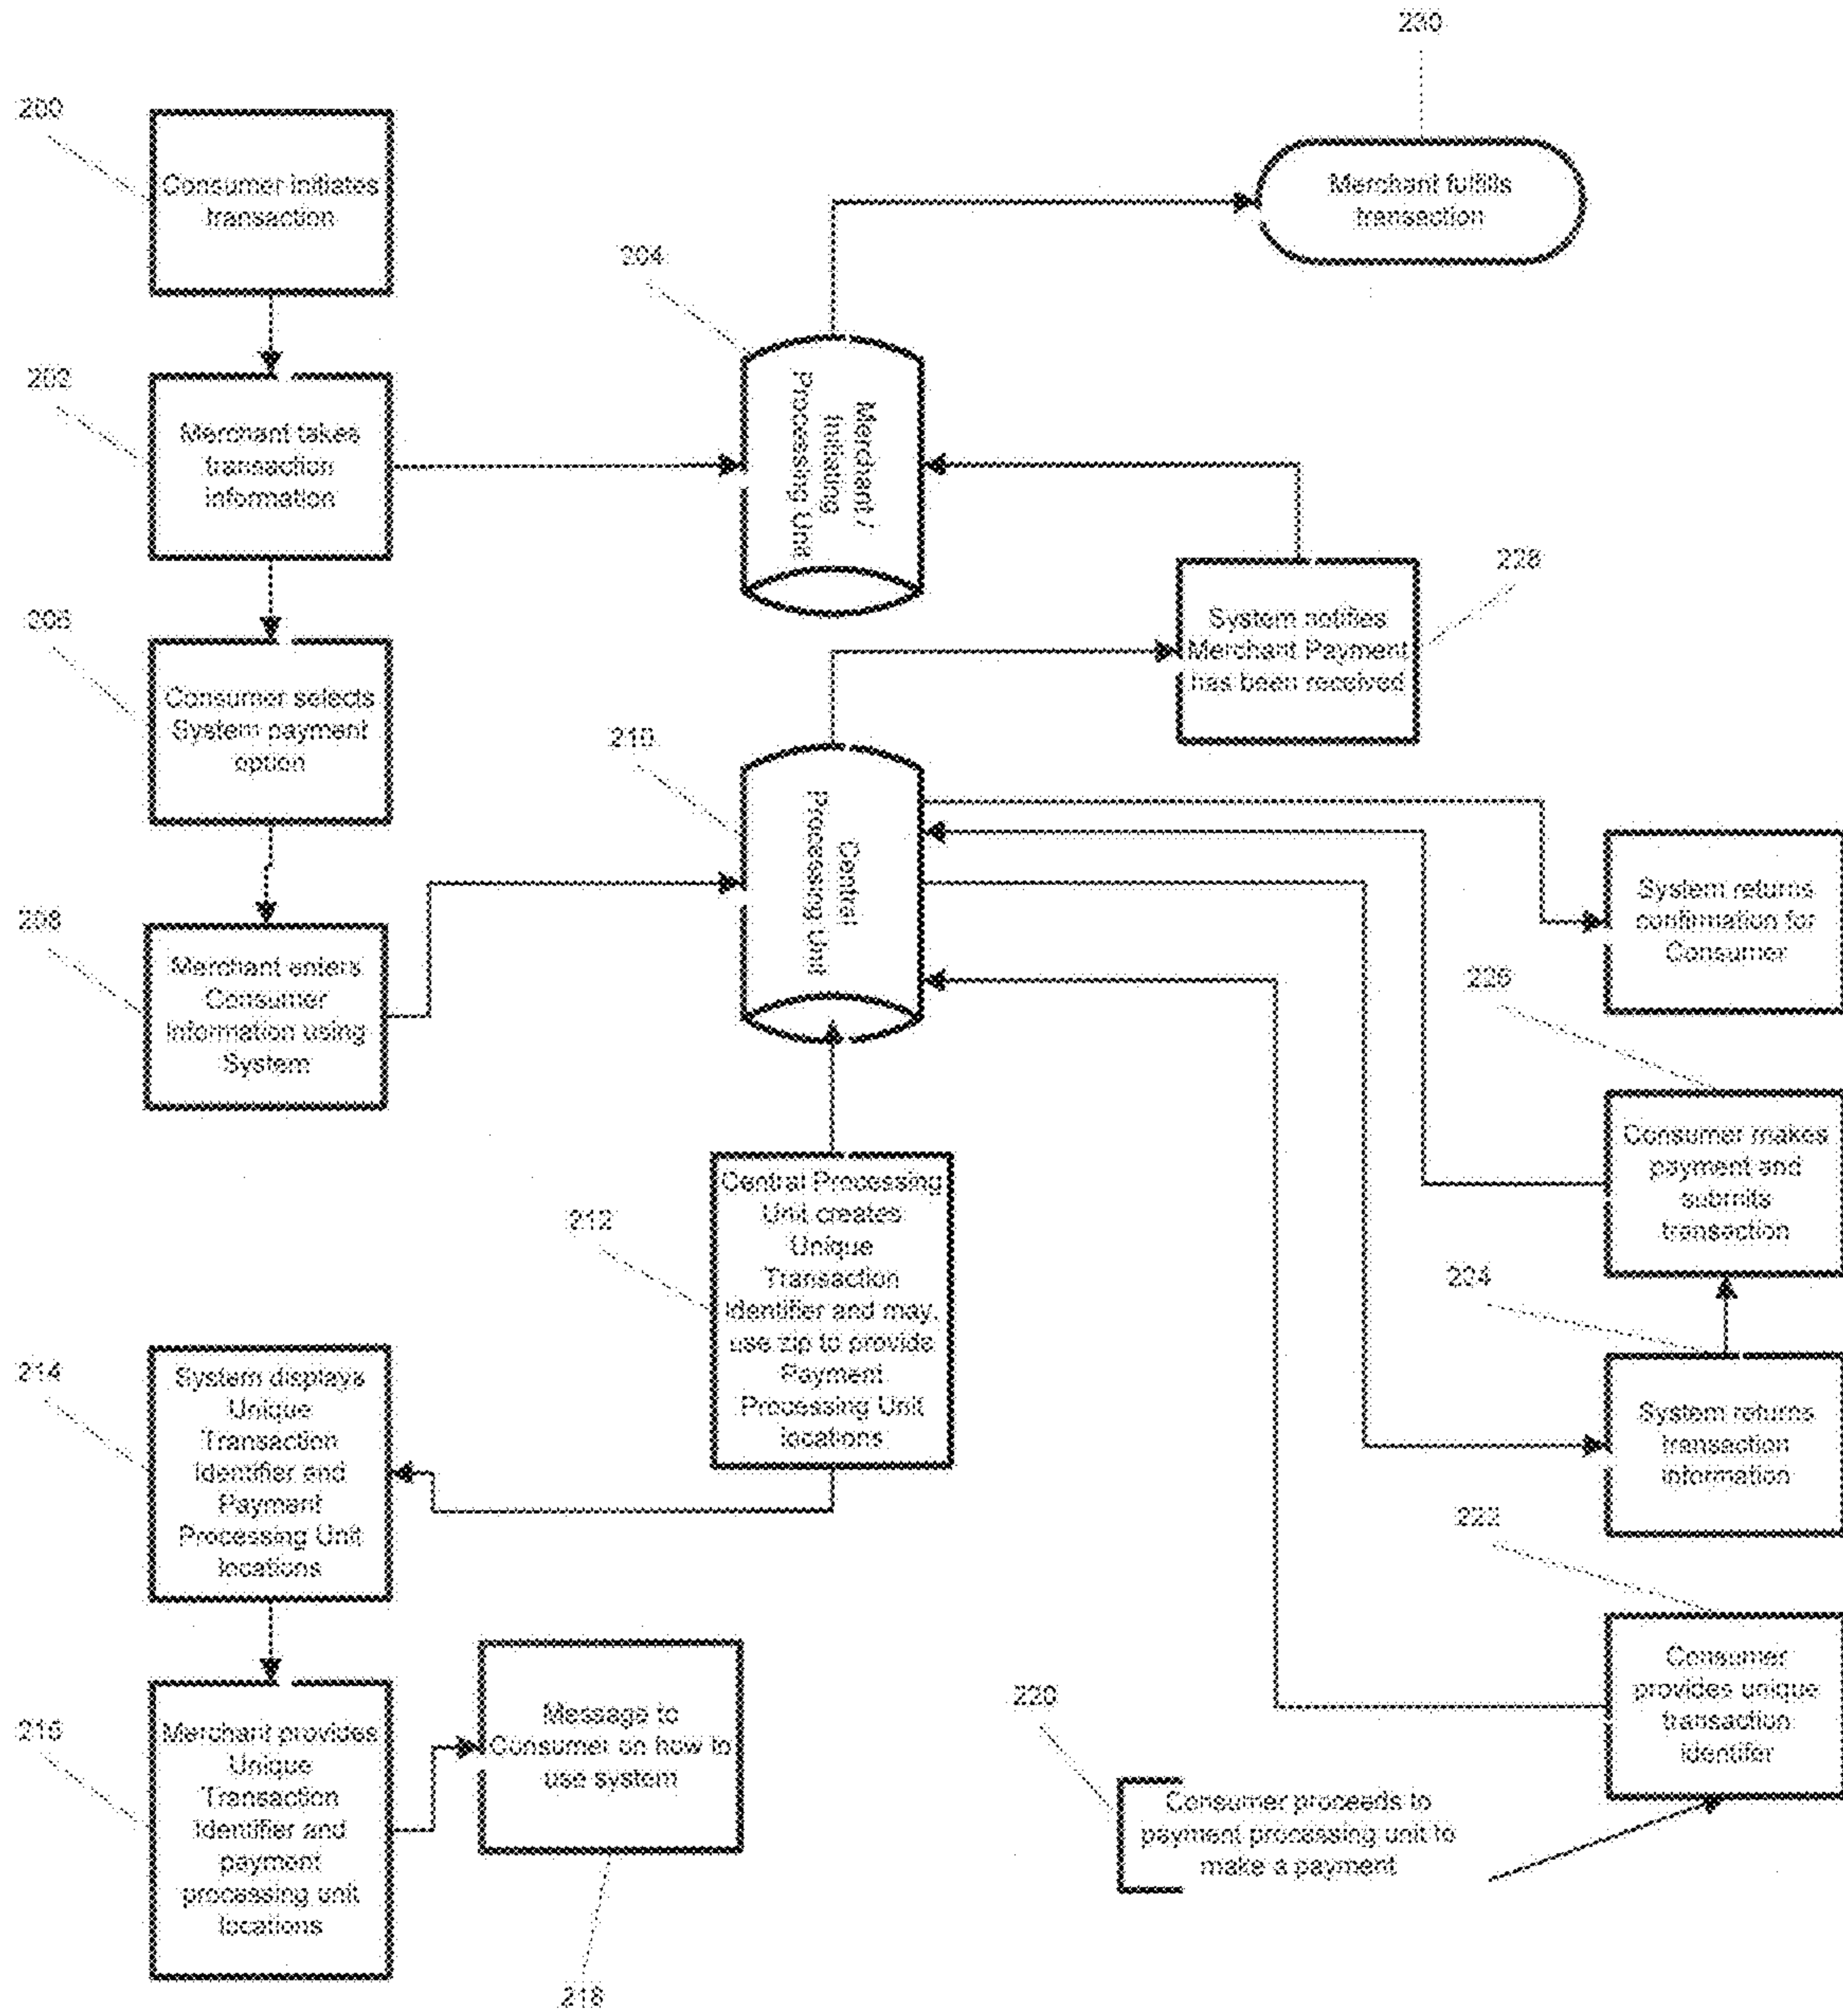 230
200
Consumer initiates
transaction
Merchant fulfills
transaction
204
202
Merchant takes
transaction
information
Merchant /
Initiating
Processing Unit
228
System notifies
Merchant Payment
has been received
206
Consumer selects
System payment
option
210
Central
Processing Unit
System returns
confirmation for
Consumer
208
Merchant enters
Consumer
Information using
System
226
Consumer makes
payment and
submits
transaction
212
Central Processing
Unit creates
Unique
Transaction
Identifier and may
use zip to provide
Payment
Processing Unit
locations
224
System returns
transaction
information
214
System displays
Unique
Transaction
Identifier and
Payment
Processing Unit
locations
222
Consumer
provides unique
transaction
identifer
216
Merchant provides
Unique
Transaction
Identifier and
payment
processing unit
locations
Message to
Consumer on how to
use system
218
220
Consumer proceeds to
payment processing unit to
make a payment